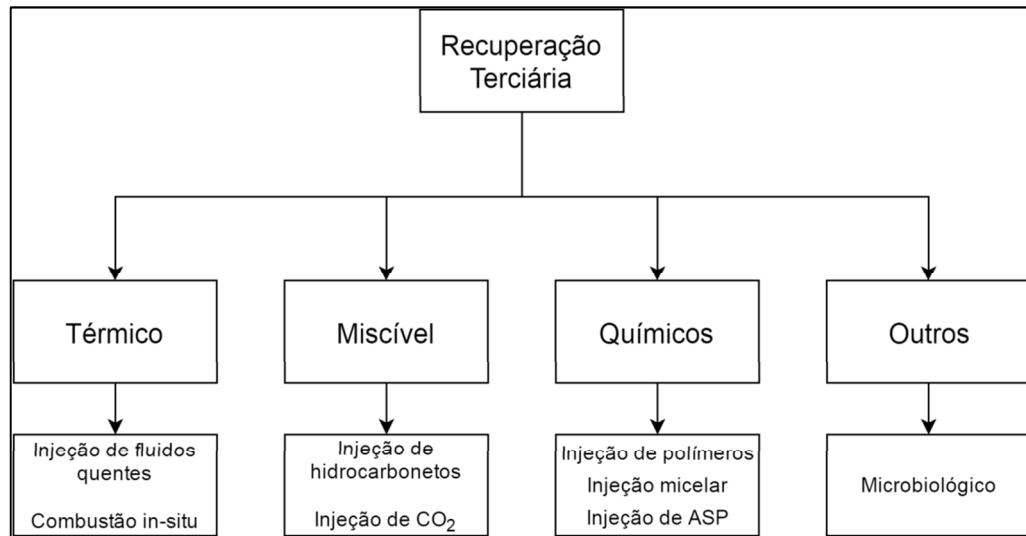 Recuperação
Terciária
Térmico
Miscível
Químicos
Outros
Injeção de fluidos
quentes
Combustão in-situ
Injeção de
hidrocarbonetos
Injeção de CO₂
Injeção de polímeros
Injeção micelar
Injeção de ASP
Microbiológico